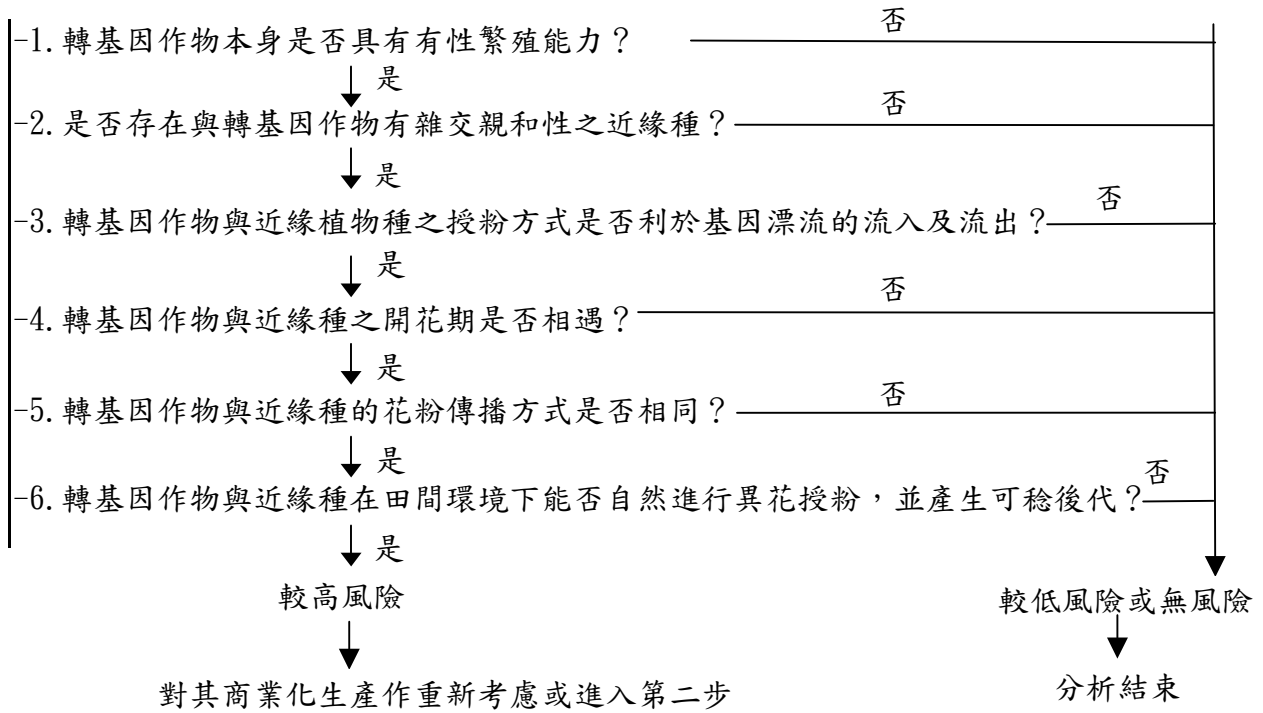 否
-1.轉基因作物本身是否具有有性繁殖能力？
是
否
-2.是否存在與轉基因作物有雜交親和性之近緣種？
是
否
-3.轉基因作物與近緣植物種之授粉方式是否利於基因漂流的流入及流出？
是
否
-4.轉基因作物與近緣種之開花期是否相遇？
是
否
-5.轉基因作物與近緣種的花粉傳播方式是否相同？
是
否
-6.轉基因作物與近緣種在田間環境下能否自然進行異花授粉，並產生可稔後代？
是
較高風險
較低風險或無風險
對其商業化生產作重新考慮或進入第二步
分析結束